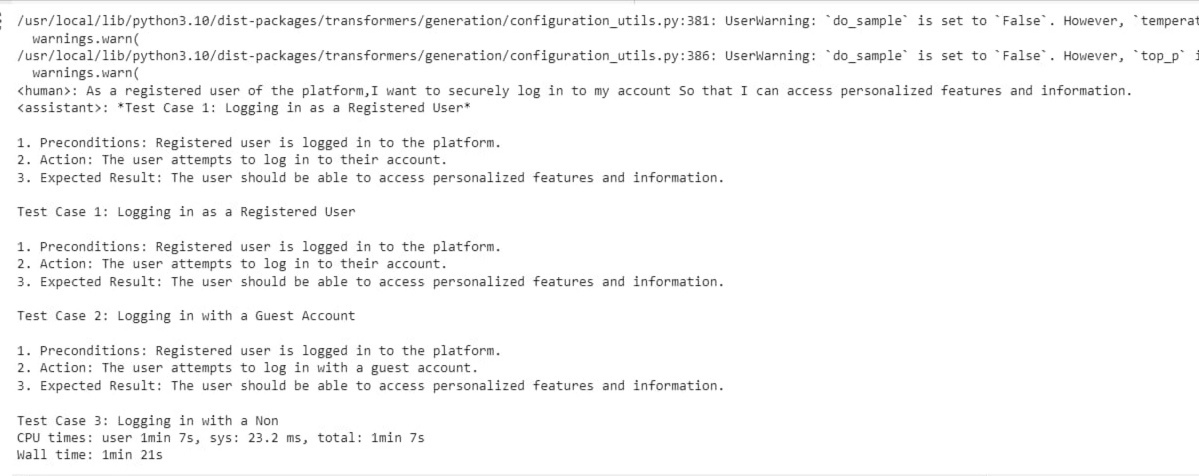 /usr/local/lib/python3.10/dist-packages/transformers/generation/configuration_utils.py:381: UserWarning: `do_sample` is set to `False`. However, `temperat
warnings.warn(
/usr/local/lib/python3.10/dist-packages/transformers/generation/configuration_utils.py:386: UserWarning: `do_sample` is set to `False`. However, `top_p` i
warnings.warn(
<human>: As a registered user of the platform,I want to securely log in to my account So that I can access personalized features and information.
<assistant>: *Test Case 1: Logging in as a Registered User*
1. Preconditions: Registered user is logged in to the platform.
2. Action: The user attempts to log in to their account.
3. Expected Result: The user should be able to access personalized features and information.
Test Case 1: Logging in as a Registered User
1. Preconditions: Registered user is logged in to the platform.
2. Action: The user attempts to log in to their account.
3. Expected Result: The user should be able to access personalized features and information.
Test Case 2: Logging in with a Guest Account
1. Preconditions: Registered user is logged in to the platform.
2. Action: The user attempts to log in with a guest account.
3. Expected Result: The user should be able to access personalized features and information.
Test Case 3: Logging in with a Non
CPU times: user 1min 7s, sys: 23.2 ms, total: 1min 7s
Wall time: 1min 21s